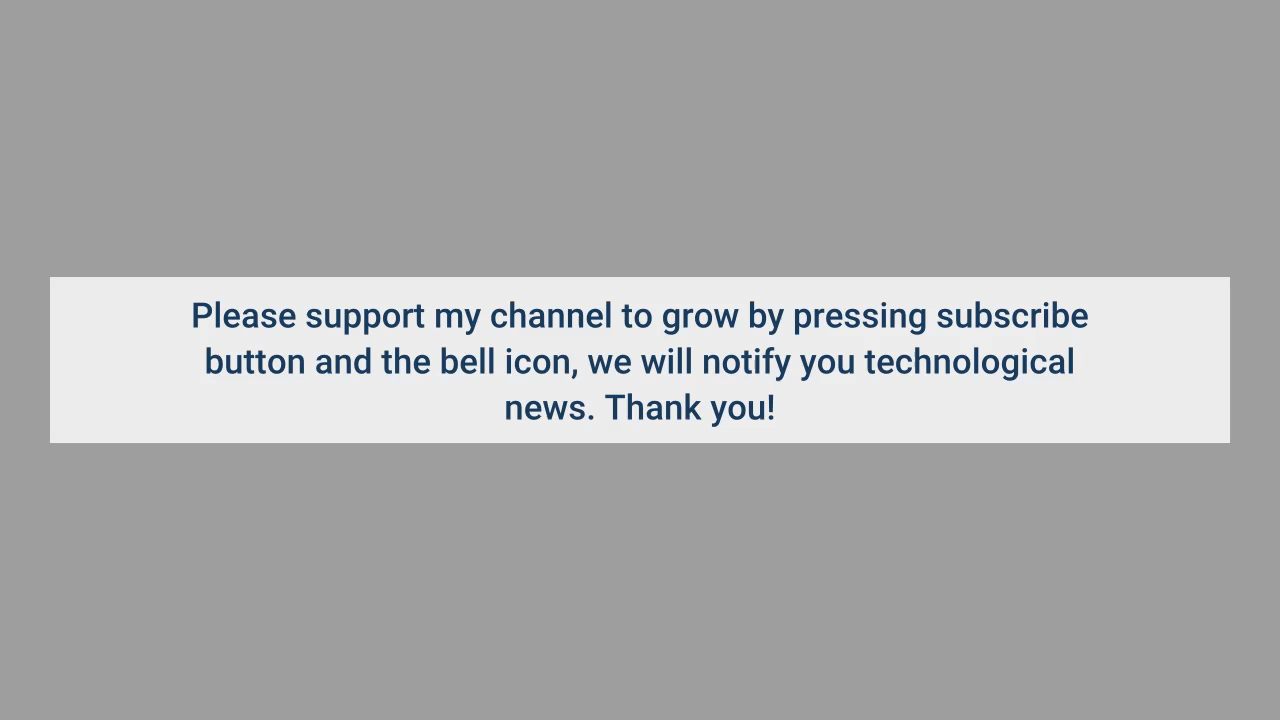 Please support my channel to grow by pressing subscribe
button and the bell icon, we will notify you technological
news. Thank you!